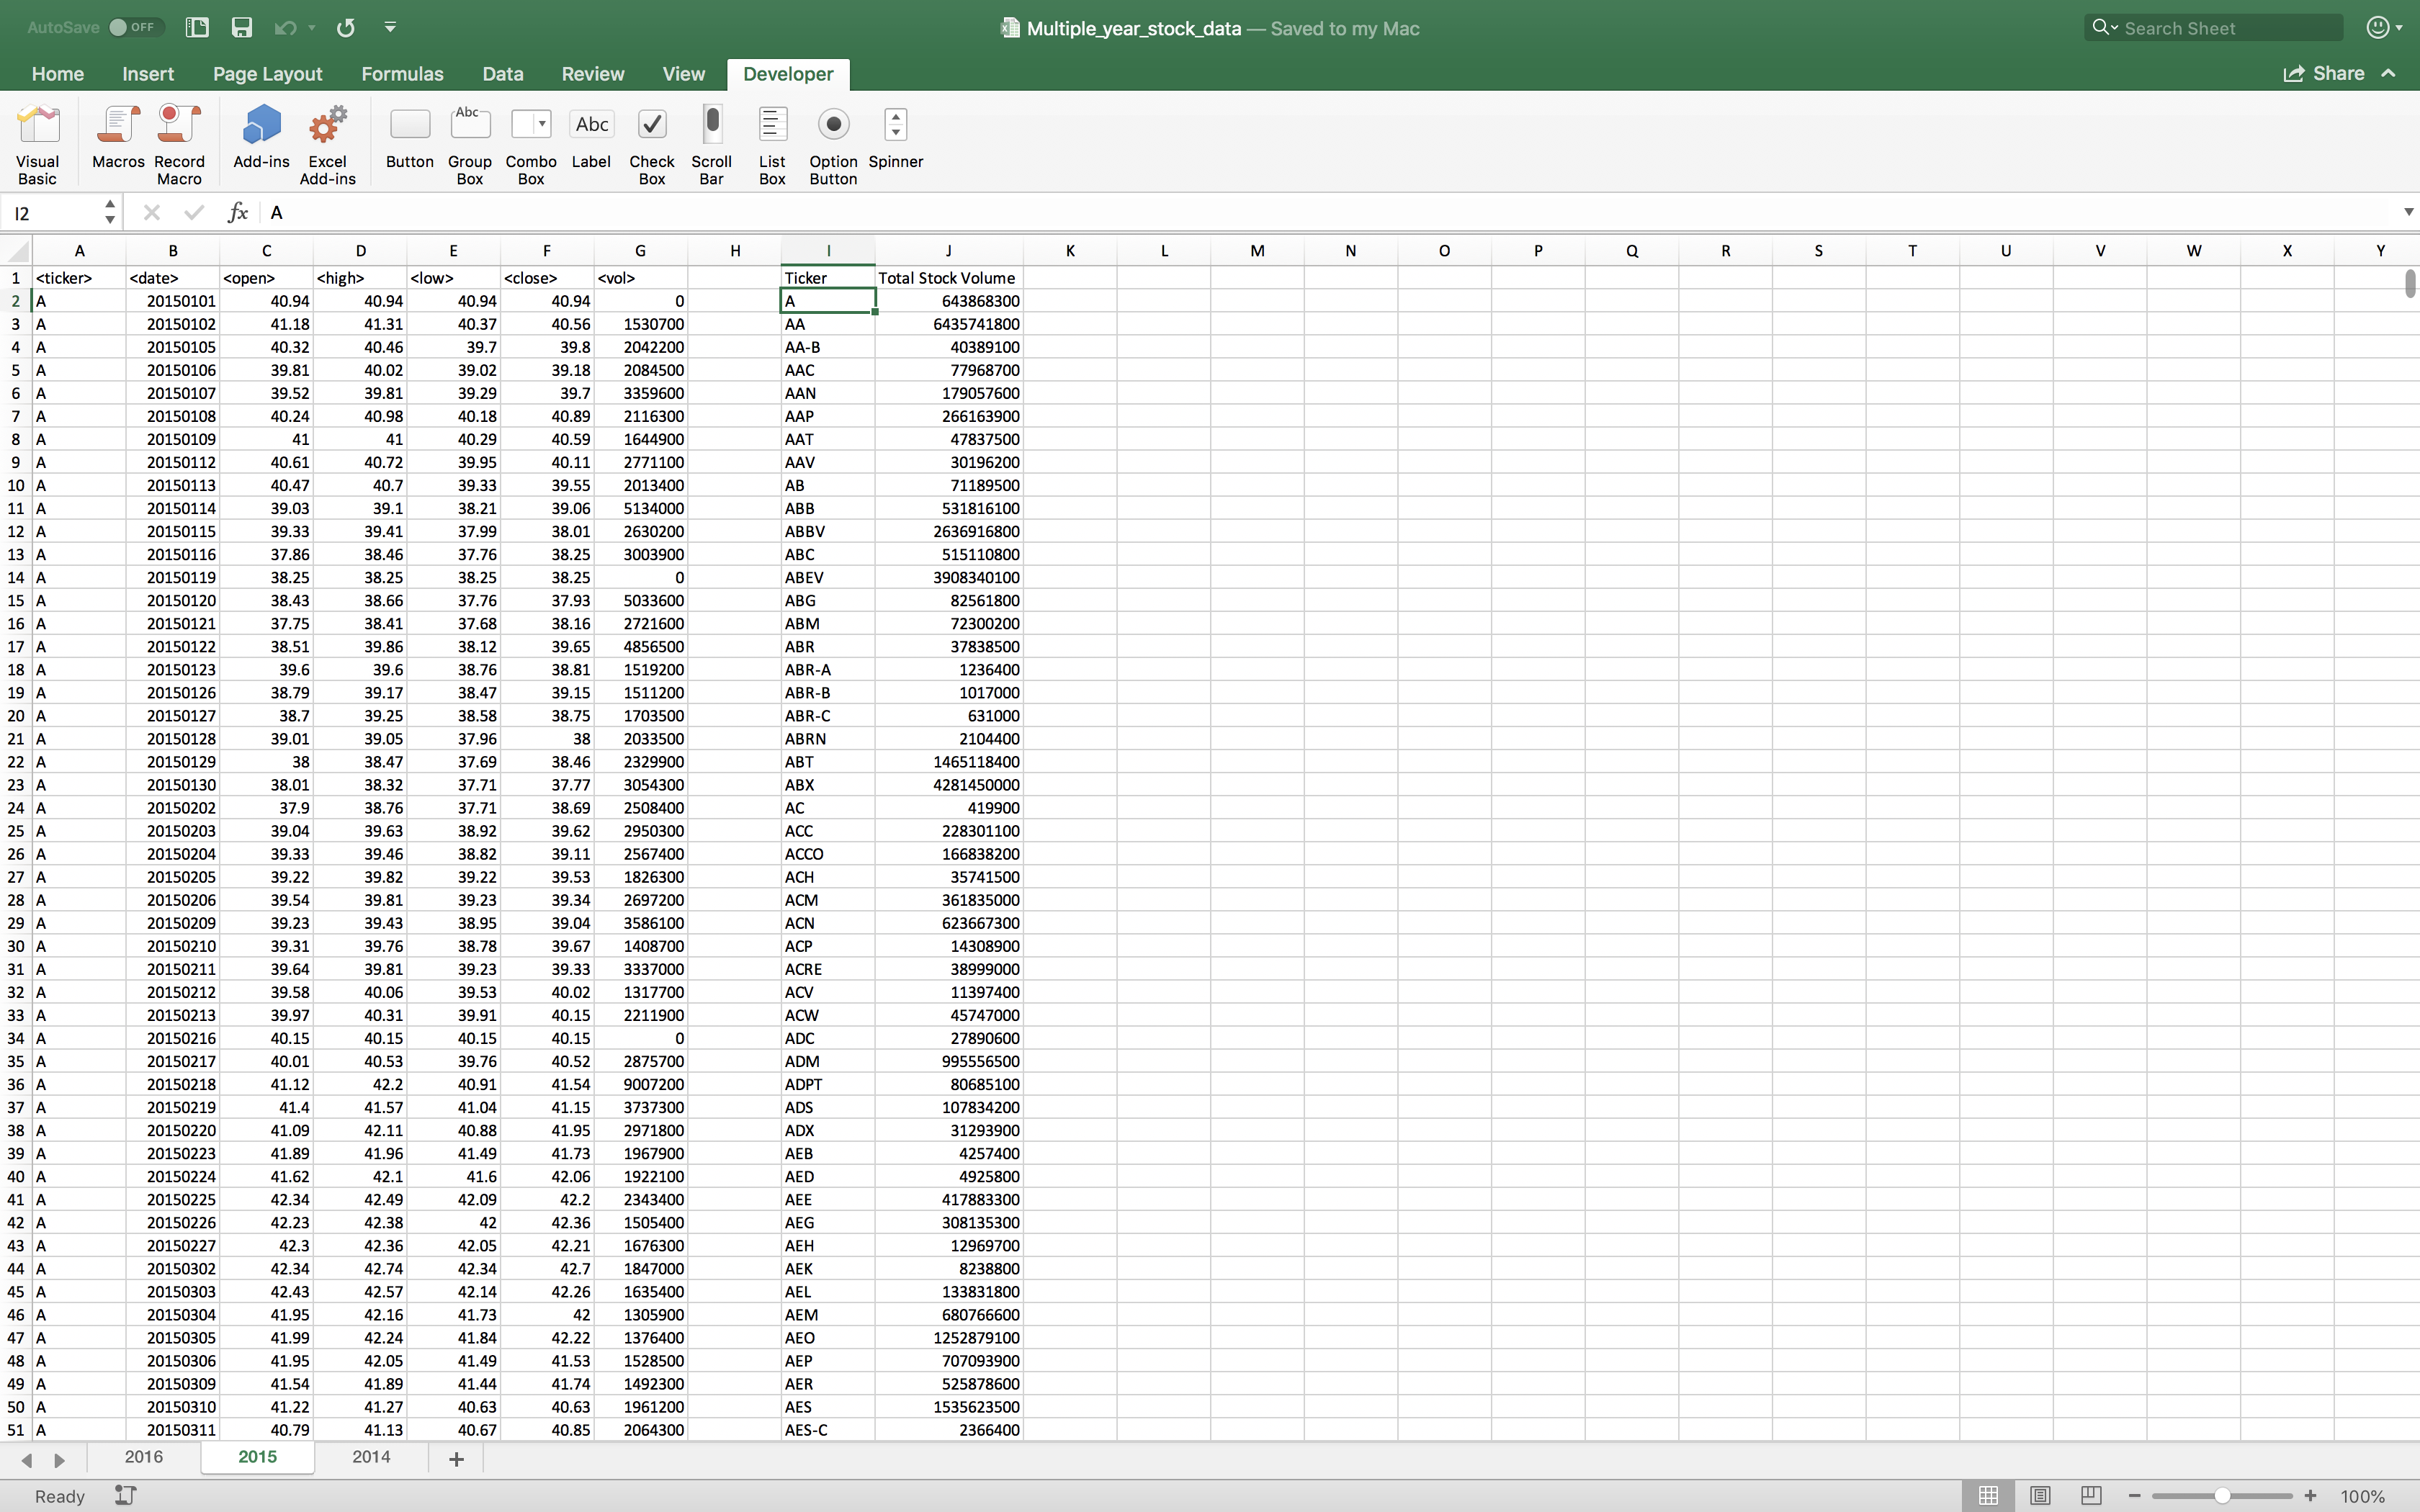 AutoSave OFF Multiple_year_stock_data — Saved to my Mac Search Sheet
Home Insert Page Layout Formulas Data Review View Developer Share
Abc Abc
Visual Basic Macros Record Macro Add-ins Excel Add-ins Button Group Box Combo Box Label Check Box Scroll Bar List Box Option Button Spinner
I2 fx A
A B C D E F G H I J K L M N O P Q R S T U V W X Y
1 <ticker> <date> <open> <high> <low> <close> <vol> Ticker Total Stock Volume
2 A 20150101 40.94 40.94 40.94 40.94 0 A 643868300
3 A 20150102 41.18 41.31 40.37 40.56 1530700 AA 6435741800
4 A 20150105 40.32 40.46 39.7 39.8 2042200 AA-B 40389100
5 A 20150106 39.81 40.02 39.02 39.18 2084500 AAC 77968700
6 A 20150107 39.52 39.81 39.29 39.7 3359600 AAN 179057600
7 A 20150108 40.24 40.98 40.18 40.89 2116300 AAP 266163900
8 A 20150109 41 41 40.29 40.59 1644900 AAT 47837500
9 A 20150112 40.61 40.72 39.95 40.11 2771100 AAV 30196200
10 A 20150113 40.47 40.7 39.33 39.55 2013400 AB 71189500
11 A 20150114 39.03 39.1 38.21 39.06 5134000 ABB 531816100
12 A 20150115 39.33 39.41 37.99 38.01 2630200 ABBV 2636916800
13 A 20150116 37.86 38.46 37.76 38.25 3003900 ABC 515110800
14 A 20150119 38.25 38.25 38.25 38.25 0 ABEV 3908340100
15 A 20150120 38.43 38.66 37.76 37.93 5033600 ABG 82561800
16 A 20150121 37.75 38.41 37.68 38.16 2721600 ABM 72300200
17 A 20150122 38.51 39.86 38.12 39.65 4856500 ABR 37838500
18 A 20150123 39.6 39.6 38.76 38.81 1519200 ABR-A 1236400
19 A 20150126 38.79 39.17 38.47 39.15 1511200 ABR-B 1017000
20 A 20150127 38.7 39.25 38.58 38.75 1703500 ABR-C 631000
21 A 20150128 39.01 39.05 37.96 38 2033500 ABRN 2104400
22 A 20150129 38 38.47 37.69 38.46 2329900 ABT 1465118400
23 A 20150130 38.01 38.32 37.71 37.77 3054300 ABX 4281450000
24 A 20150202 37.9 38.76 37.71 38.69 2508400 AC 419900
25 A 20150203 39.04 39.63 38.92 39.62 2950300 ACC 228301100
26 A 20150204 39.33 39.46 38.82 39.11 2567400 ACCO 166838200
27 A 20150205 39.22 39.82 39.22 39.53 1826300 ACH 35741500
28 A 20150206 39.54 39.81 39.23 39.34 2697200 ACM 361835000
29 A 20150209 39.23 39.43 38.95 39.04 3586100 ACN 623667300
30 A 20150210 39.31 39.76 38.78 39.67 1408700 ACP 14308900
31 A 20150211 39.64 39.81 39.23 39.33 3337000 ACRE 38999000
32 A 20150212 39.58 40.06 39.53 40.02 1317700 ACV 11397400
33 A 20150213 39.97 40.31 39.91 40.15 2211900 ACW 45747000
34 A 20150216 40.15 40.15 40.15 40.15 0 ADC 27890600
35 A 20150217 40.01 40.53 39.76 40.52 2875700 ADM 995556500
36 A 20150218 41.12 42.2 40.91 41.54 9007200 ADPT 80685100
37 A 20150219 41.4 41.57 41.04 41.15 3737300 ADS 107834200
38 A 20150220 41.09 42.11 40.88 41.95 2971800 ADX 31293900
39 A 20150223 41.89 41.96 41.49 41.73 1967900 AEB 4257400
40 A 20150224 41.62 42.1 41.6 42.06 1922100 AED 4925800
41 A 20150225 42.34 42.49 42.09 42.2 2343400 AEE 417883300
42 A 20150226 42.23 42.38 42 42.36 1505400 AEG 308135300
43 A 20150227 42.3 42.36 42.05 42.21 1676300 AEH 12969700
44 A 20150302 42.34 42.74 42.34 42.7 1847000 AEK 8238800
45 A 20150303 42.43 42.57 42.14 42.26 1635400 AEL 133831800
46 A 20150304 41.95 42.16 41.73 42 1305900 AEM 680766600
47 A 20150305 41.99 42.24 41.84 42.22 1376400 AEO 1252879100
48 A 20150306 41.95 42.05 41.49 41.53 1528500 AEP 707093900
49 A 20150309 41.54 41.89 41.44 41.74 1492300 AER 525878600
50 A 20150310 41.22 41.27 40.63 40.63 1961200 AES 1535623500
51 A 20150311 40.79 41.13 40.67 40.85 2064300 AES-C 2366400
2016 2015 2014 +
Ready 100%